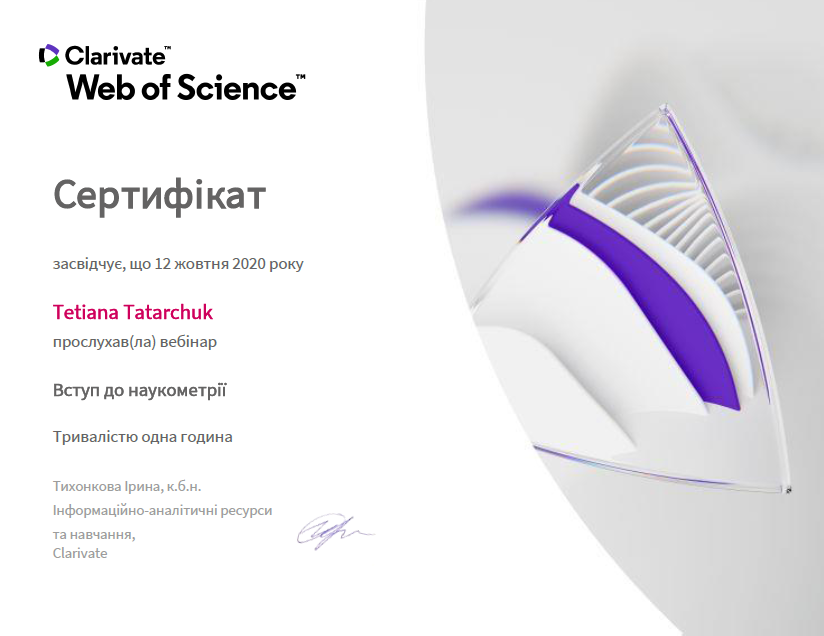 Clarivate™
Web of Science™
Сертифікат
засвідчує, що 12 жовтня 2020 року
Tetiana Tatarchuk
прослухав(ла) вебінар
Вступ до наукометрії
Тривалістю одна година
Тихонкова Ірина, к.б.н.
Інформаційно-аналітичні ресурси
та навчання,
Clarivate